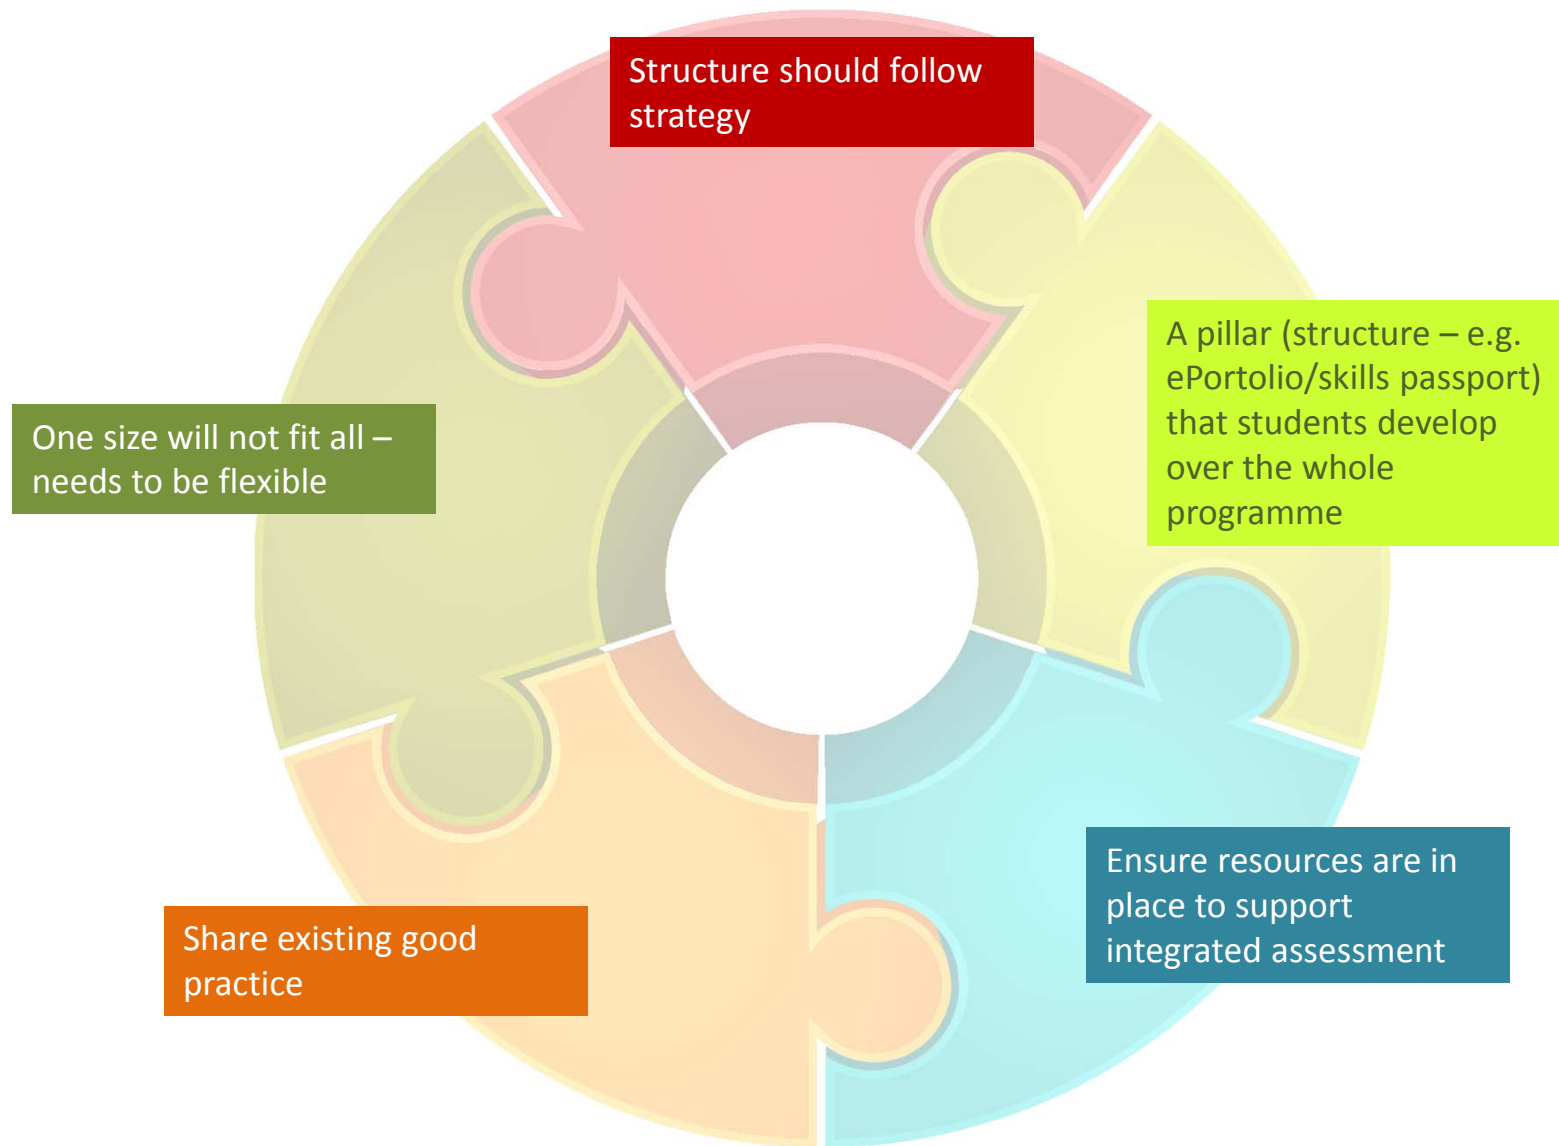 Structure should follow
strategy
A pillar (structure – e.g.
ePortolio/skills passport)
that students develop
over the whole
programme
One size will not fit all –
needs to be flexible
Ensure resources are in
place to support
integrated assessment
Share existing good
practice